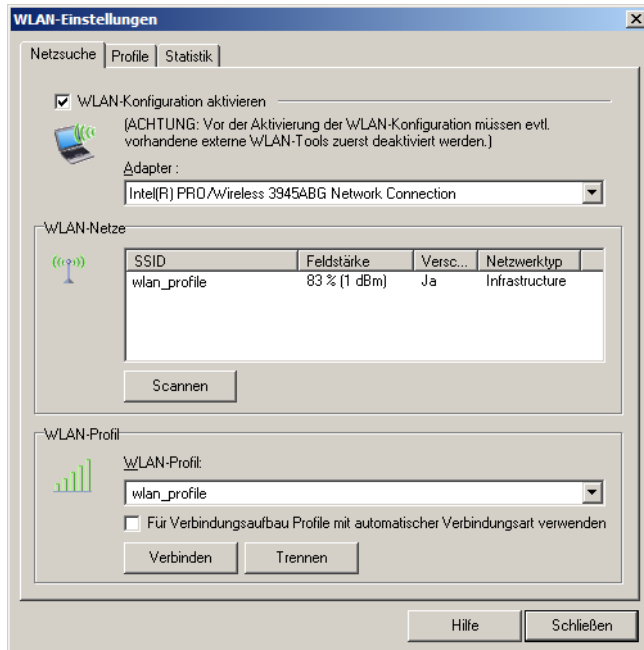 WLAN-Einstellungen
Netzsuche Profile Statistik
WLAN-Konfiguration aktivieren
(ACHTUNG: Vor der Aktivierung der WLAN-Konfiguration müssen evtl.
vorhandene externe WLAN-Tools zuerst deaktiviert werden.)
Adapter :
Intel(R) PRO/Wireless 3945ABG Network Connection
WLAN-Netze
SSID Feldstärke Versc... Netzwerktyp
wlan_profile 83 % (1 dBm) Ja Infrastructure
Scannen
WLAN-Profil
WLAN-Profil:
wlan_profile
Für Verbindungsaufbau Profile mit automatischer Verbindungsart verwenden
Verbinden Trennen
Hilfe Schließen